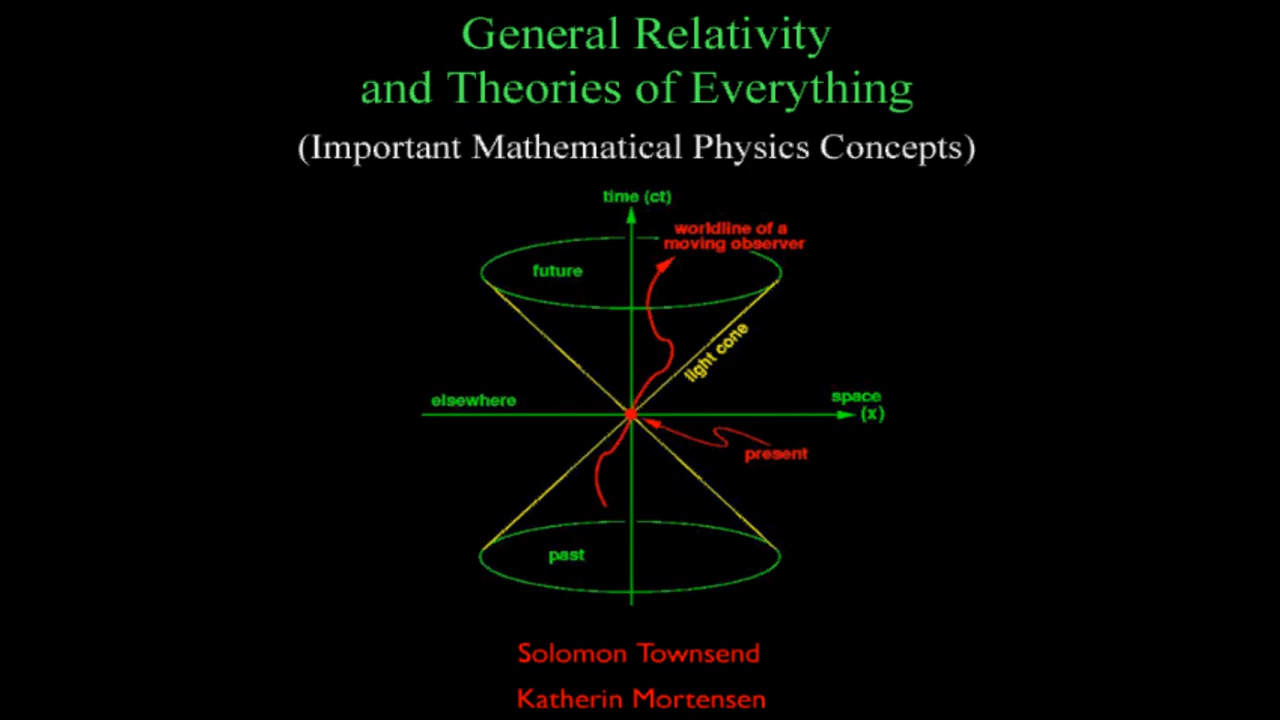 General Relativity
and Theories of Everything
(Important Mathematical Physics Concepts)
time (ct)
worldline of a
moving observer
future
light cone
elsewhere
space
(x)
present
past
Solomon Townsend
Katherin Mortensen